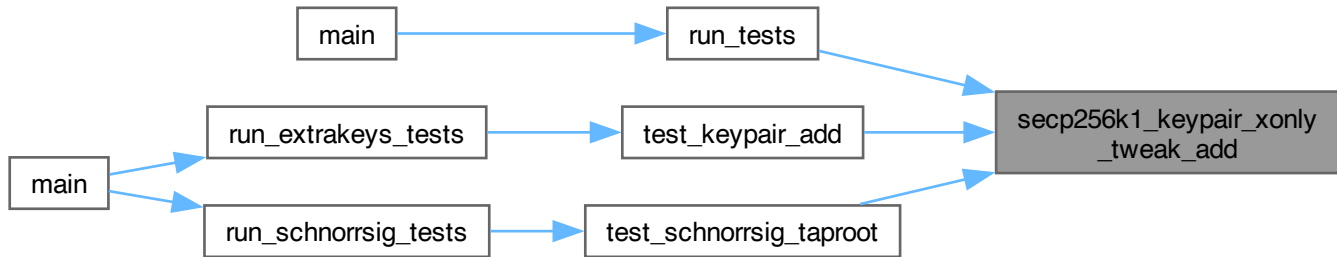 main
run_tests
secp256k1_keypair_xonly
_tweak_add
run_extrakeys_tests
test_keypair_add
main
run_schnorrsig_tests
test_schnorrsig_taproot